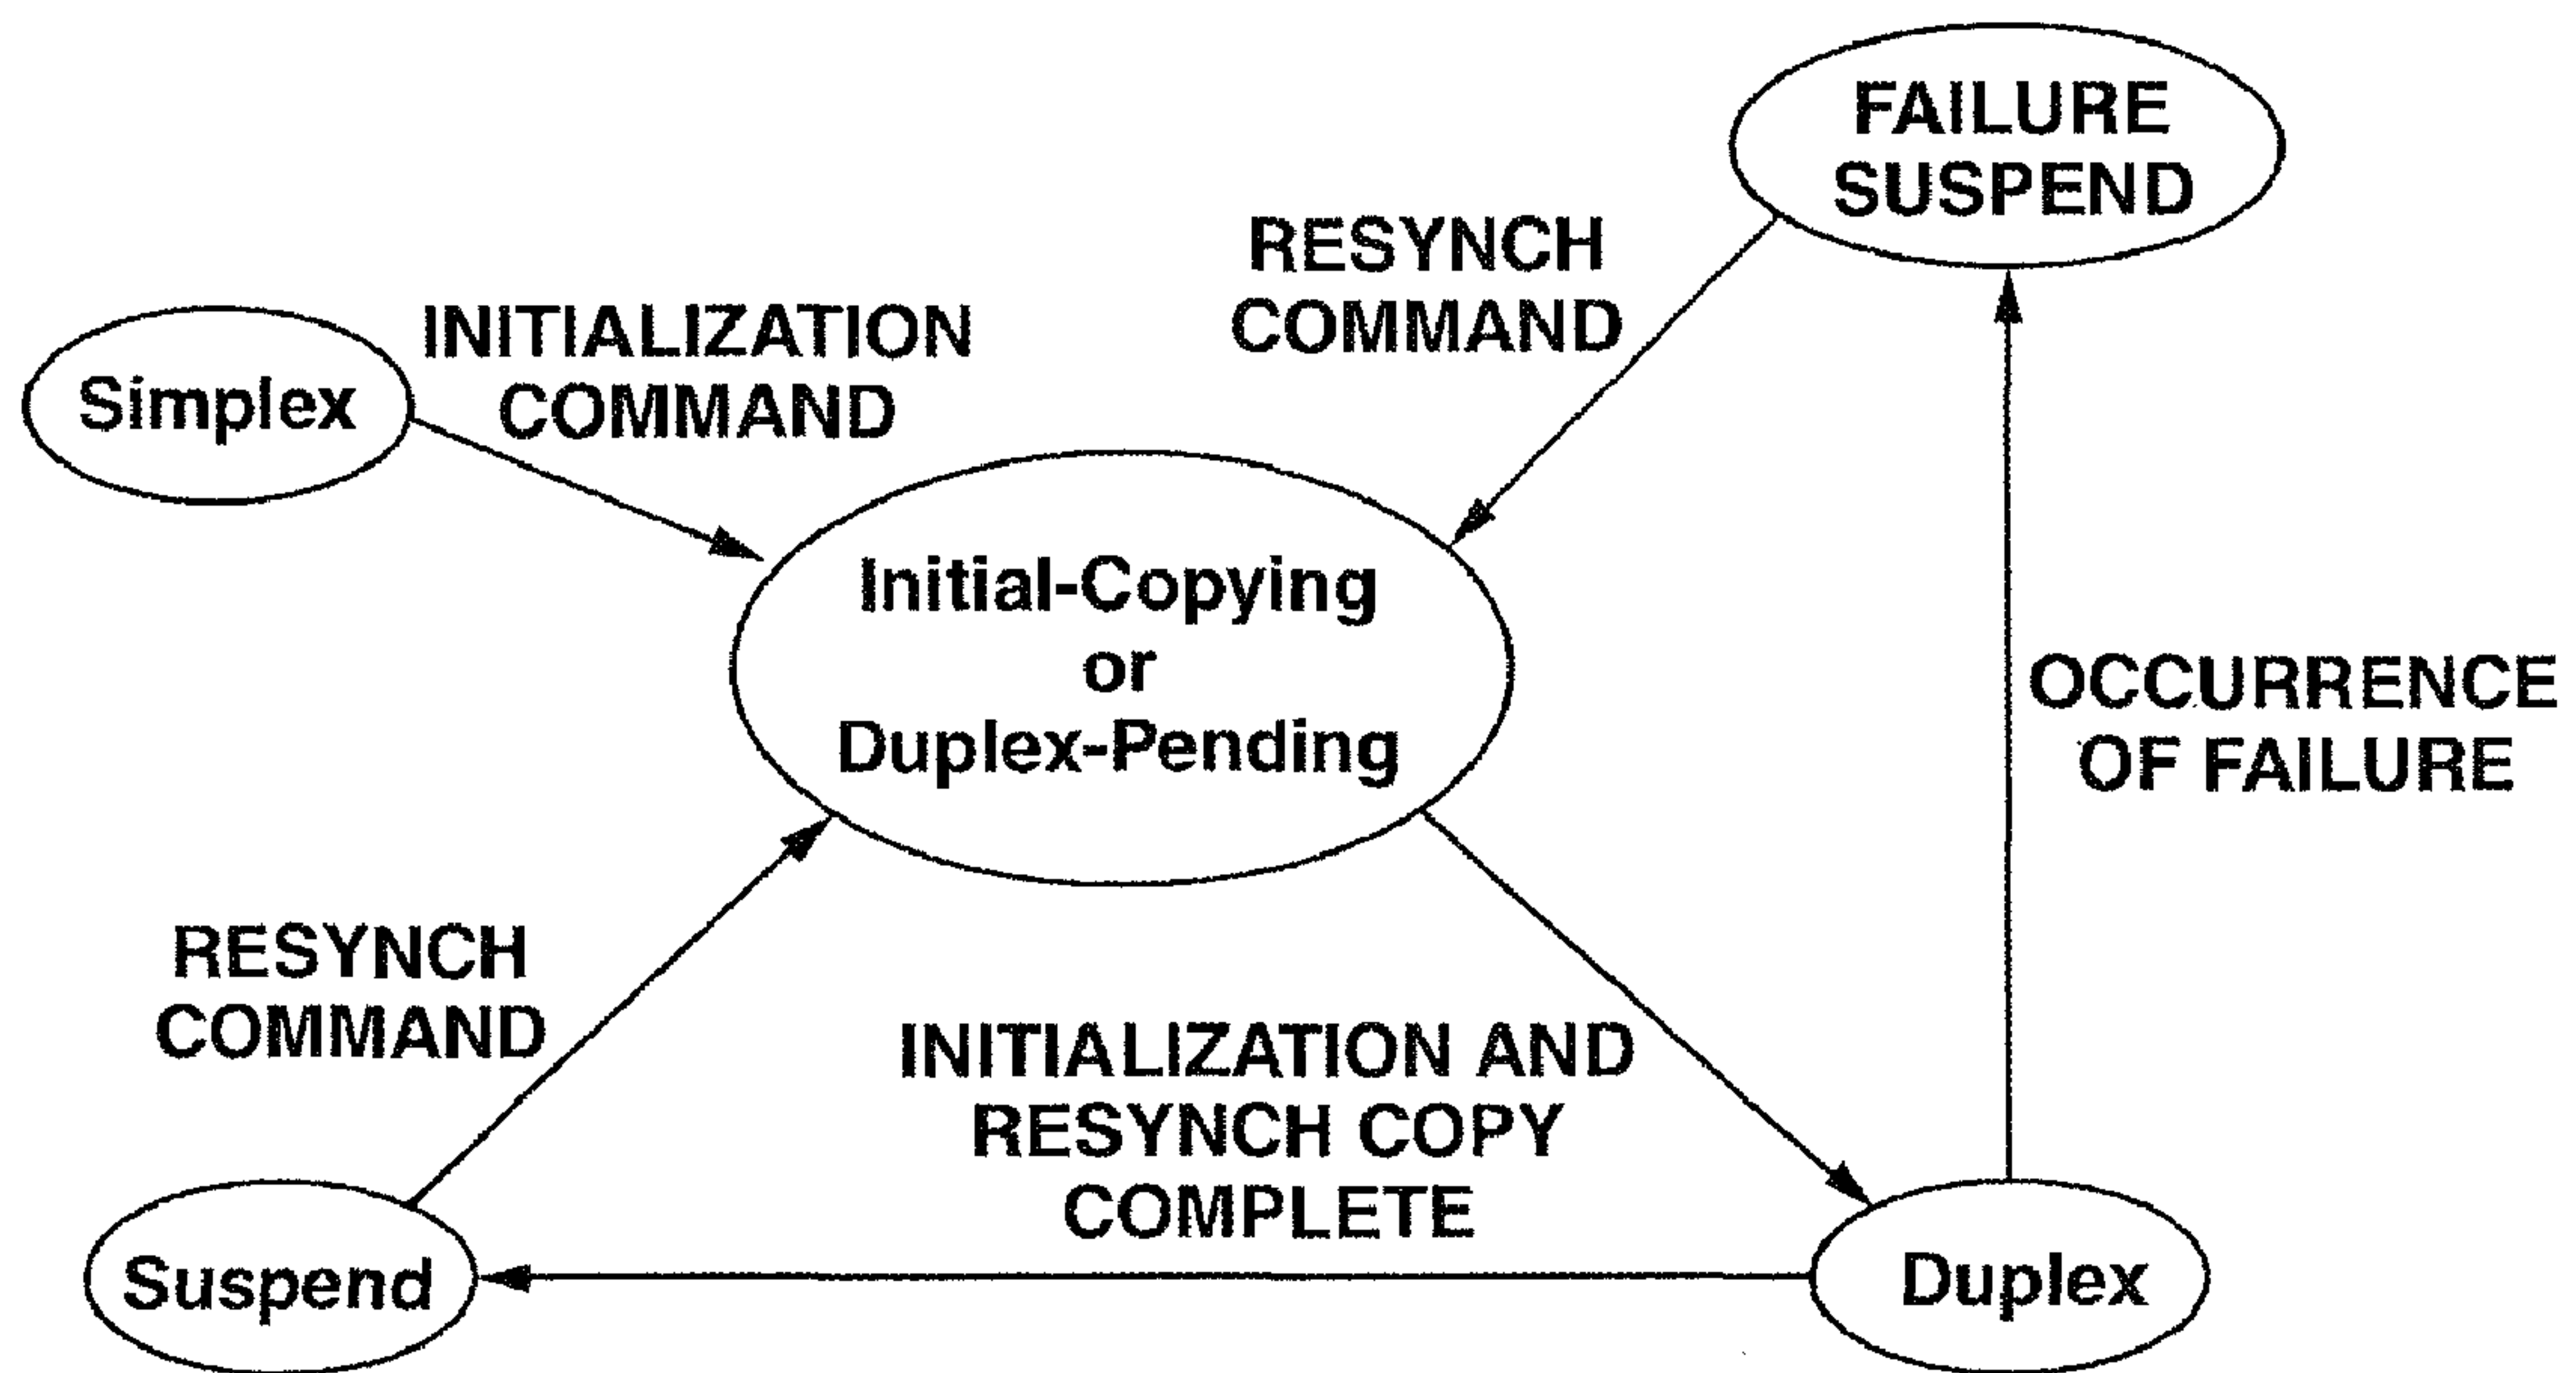 FAILURE
SUSPEND
RESYNCH
COMMAND
INITIALIZATION
COMMAND
Simplex
Initial-Copying
or
Duplex-Pending
OCCURRENCE
OF FAILURE
RESYNCH
COMMAND
INITIALIZATION AND
RESYNCH COPY
COMPLETE
Suspend
Duplex